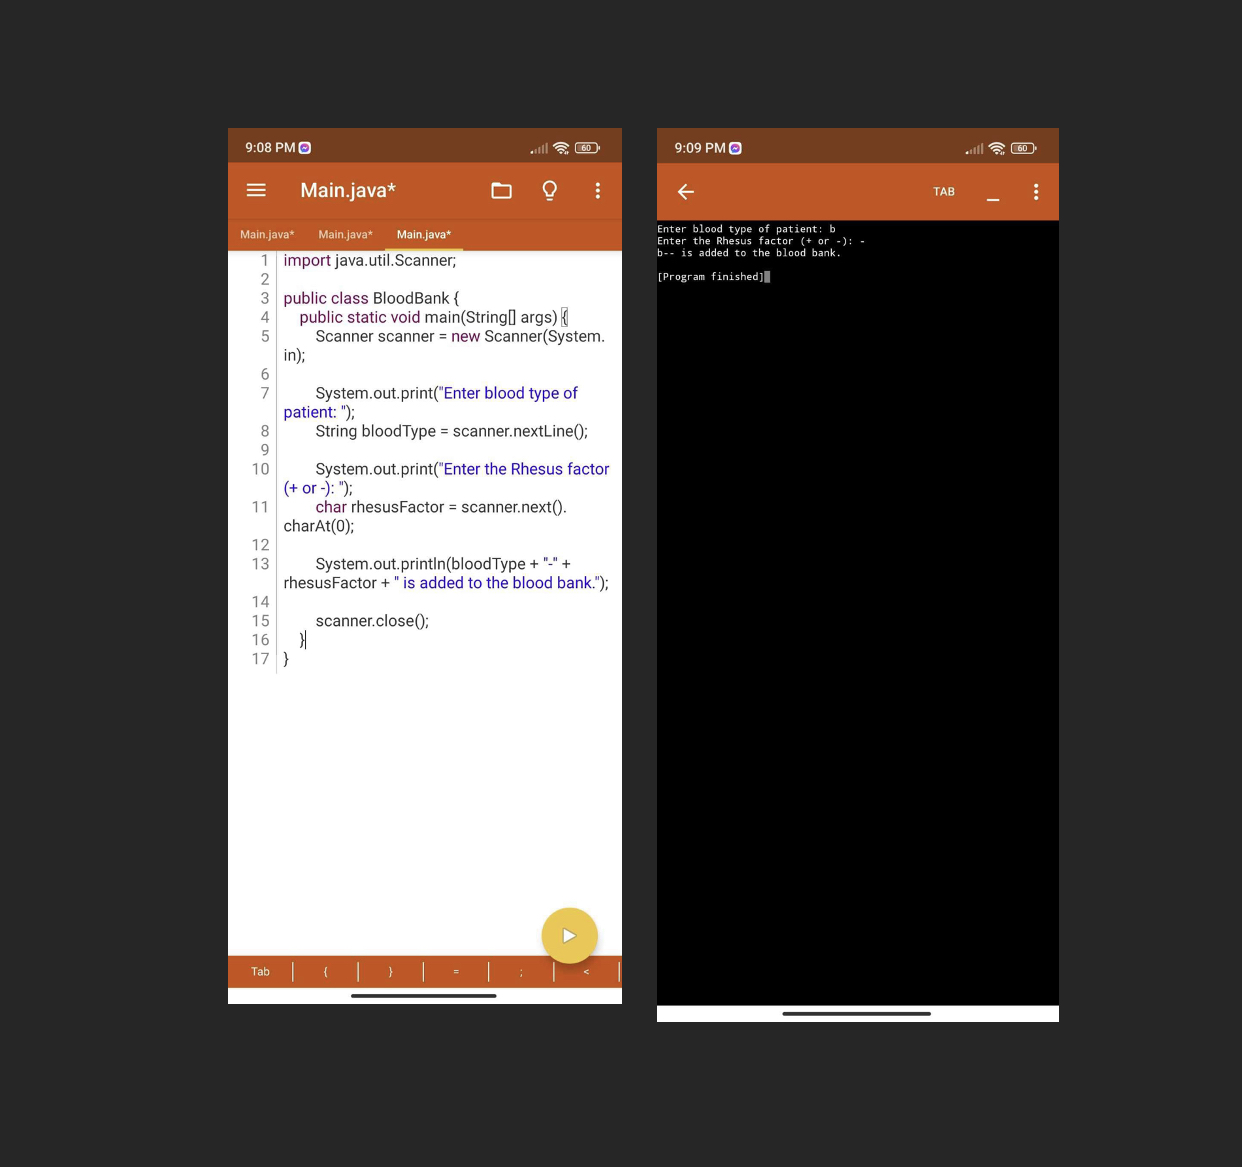 9:08 PM
60
Main.java*
Main.java* Main.java* Main.java*
1 import java.util.Scanner;
2
3 public class BloodBank {
4 public static void main(String[] args) {
5 Scanner scanner = new Scanner(System.
in);
6
7 System.out.print("Enter blood type of
patient: ");
8 String bloodType = scanner.nextLine();
9
10 System.out.print("Enter the Rhesus factor
(+ or -): ");
11 char rhesusFactor = scanner.next().
charAt(0);
12
13 System.out.println(bloodType + "-" +
rhesusFactor + " is added to the blood bank.");
14
15 scanner.close();
16 }
17 }
Tab { } = ; <
9:09 PM
60
TAB _
Enter blood type of patient: b
Enter the Rhesus factor (+ or -): -
b-- is added to the blood bank.
[Program finished]